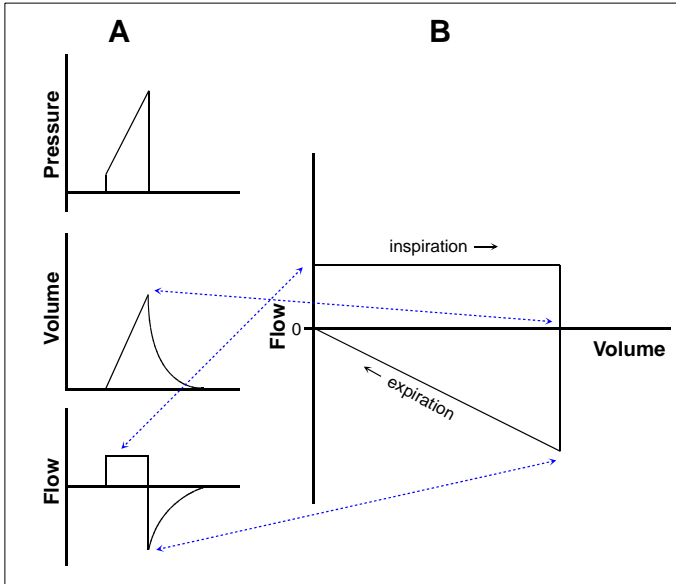 A
B
Pressure
Volume
Flow
inspiration
Flow
0
Volume
expiration